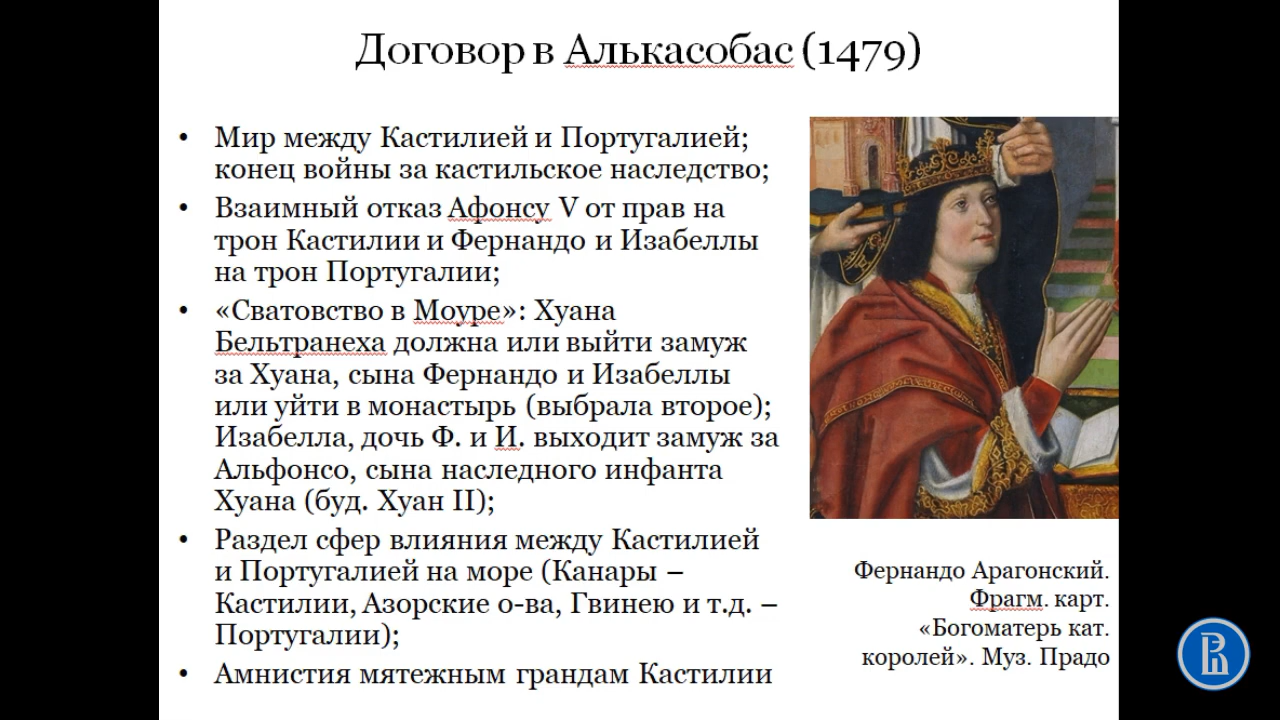 Договор в Алькасобас (1479)
• Мир между Кастилией и Португалией;
конец войны за кастильское наследство;
• Взаимный отказ Афонсу V от прав на
трон Кастилии и Фернандо и Изабеллы
на трон Португалии;
• «Сватовство в Моуре»: Хуана
Бельтранеха должна или выйти замуж
за Хуана, сына Фернандо и Изабеллы
или уйти в монастырь (выбрала второе);
Изабелла, дочь Ф. и И. выходит замуж за
Альфонсо, сына наследного инфанта
Хуана (буд. Хуан II);
• Раздел сфер влияния между Кастилией
и Португалией на море (Канары –
Кастилии, Азорские о-ва, Гвинею и т.д. –
Португалии);
• Амнистия мятежным грандам Кастилии
Фернандо Арагонский.
Фрагм. карт.
«Богоматерь кат.
королей». Муз. Прадо